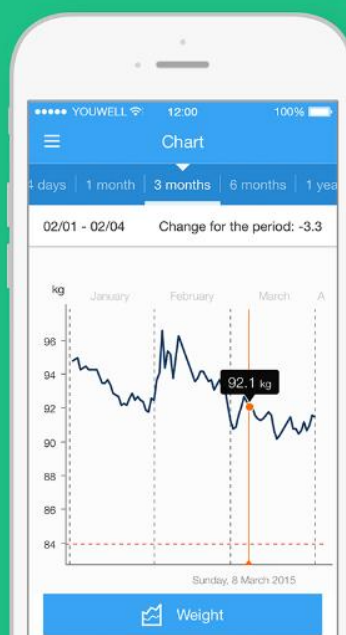 YOUWELL 12:00 100%
Chart
4 days 1 month 3 months 6 months 1 yea
02/01 - 02/04 Change for the period: -3.3
kg
January February March A
96
94
92.1 kg
92
90
88
86
84
Sunday, 8 March 2015
Weight